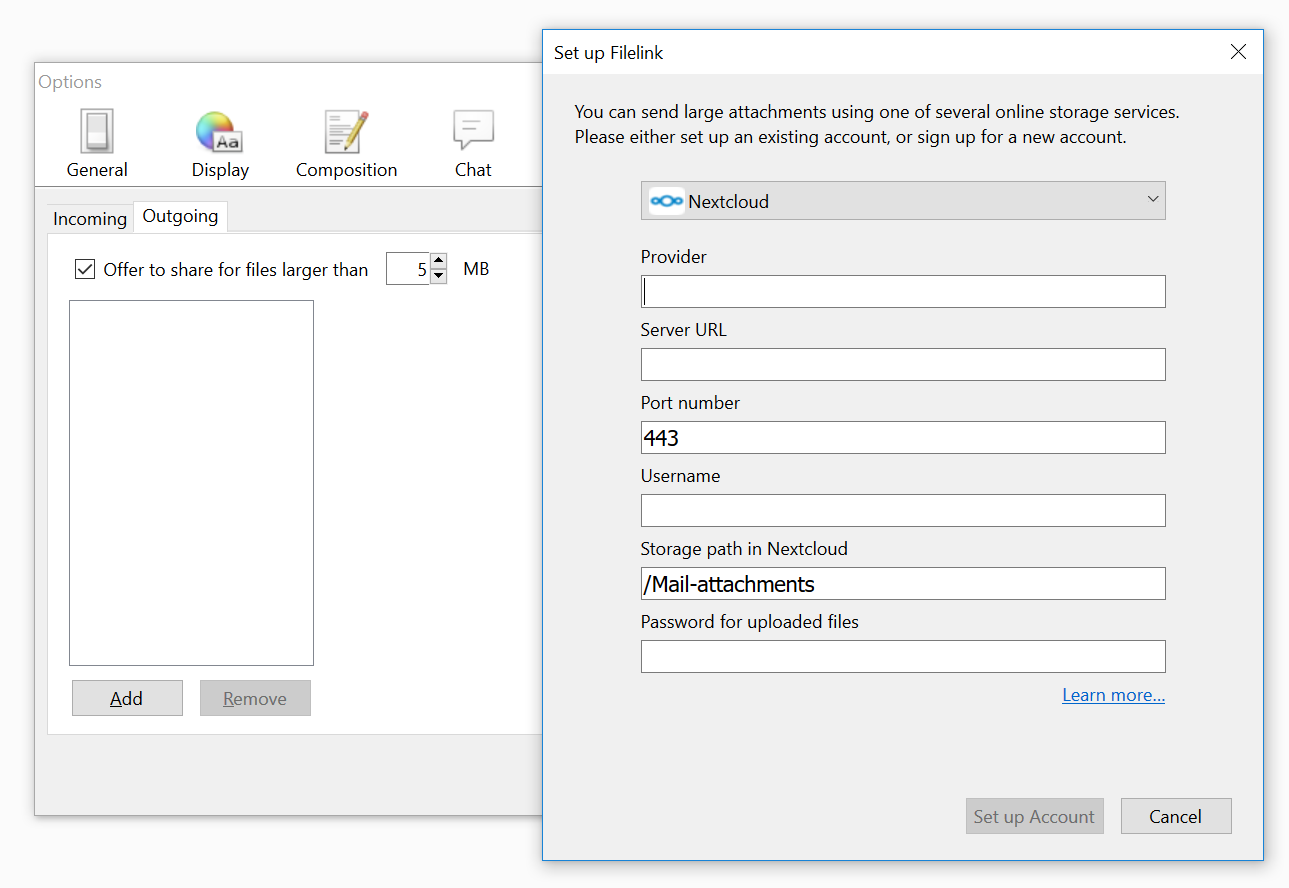 Options
General
Display
Composition
Chat
Incoming
Outgoing
Offer to share for files larger than 5 MB
Add
Remove
Set up Filelink
You can send large attachments using one of several online storage services.
Please either set up an existing account, or sign up for a new account.
Nextcloud
Provider
Server URL
Port number
443
Username
Storage path in Nextcloud
/Mail-attachments
Password for uploaded files
Learn more...
Set up Account
Cancel